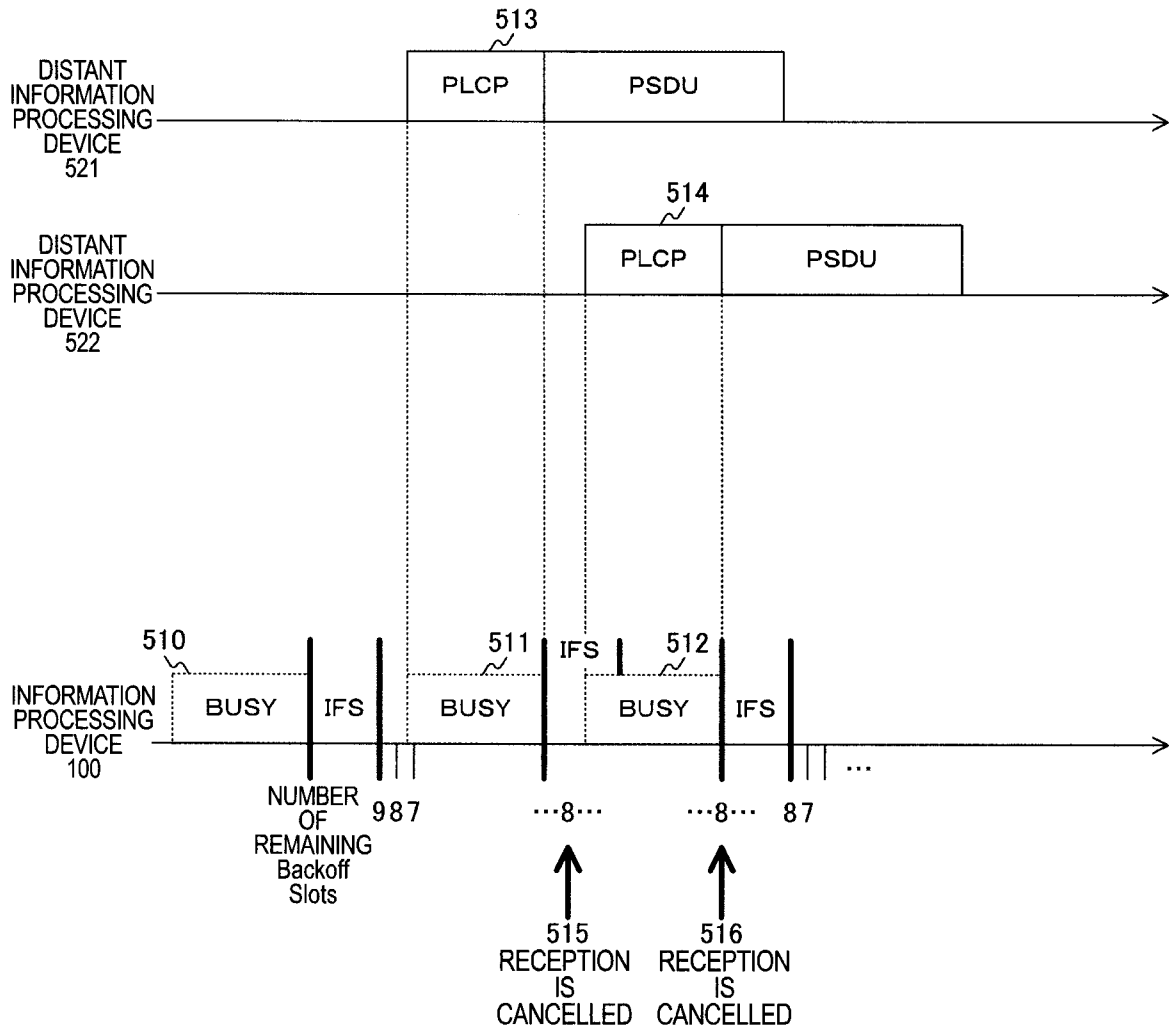 513
PLCP
PSDU
DISTANT
INFORMATION
PROCESSING
DEVICE
521
514
PLCP
PSDU
DISTANT
INFORMATION
PROCESSING
DEVICE
522
510
511
IFS
512
BUSY
IFS
BUSY
BUSY
IFS
INFORMATION
PROCESSING
DEVICE
100
NUMBER
OF
REMAINING
Backoff
Slots
987
...8...
...8...
87
...
515
RECEPTION
IS
CANCELLED
516
RECEPTION
IS
CANCELLED